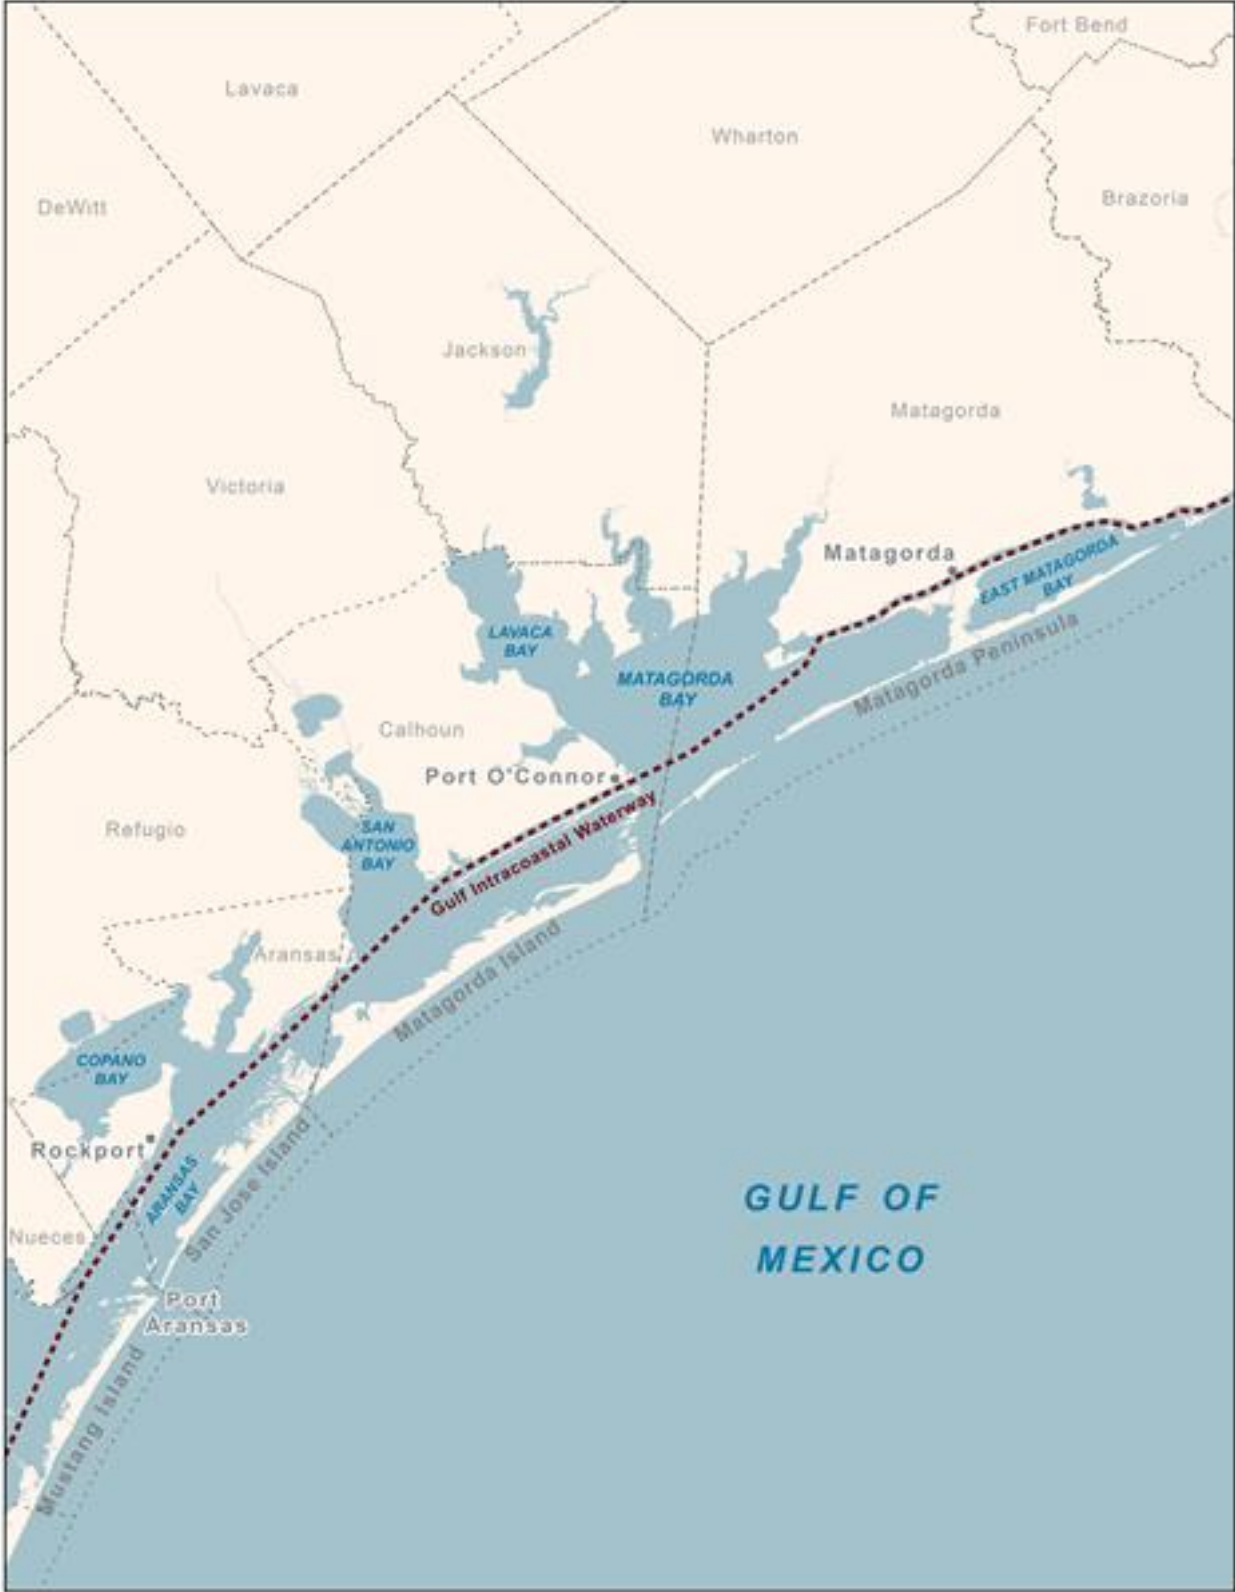 Fort Bend
Lavaca
Wharton
DeWitt
Brazoria
Jackson
Matagorda
Victoria
Matagorda
EAST MATAGORDA
BAY
LAVACA
BAY
MATAGORDA
BAY
Matagorda Peninsula
Calhoun
Port O'Connor
Gulf Intracoastal Waterway
Refugio
SAN
ANTONIO
BAY
Aransas
Matagorda Island
COPANO
BAY
Rockport
ARANSAS
BAY
San Jose Island
GULF OF
MEXICO
Nueces
Port
Aransas
Mustang Island